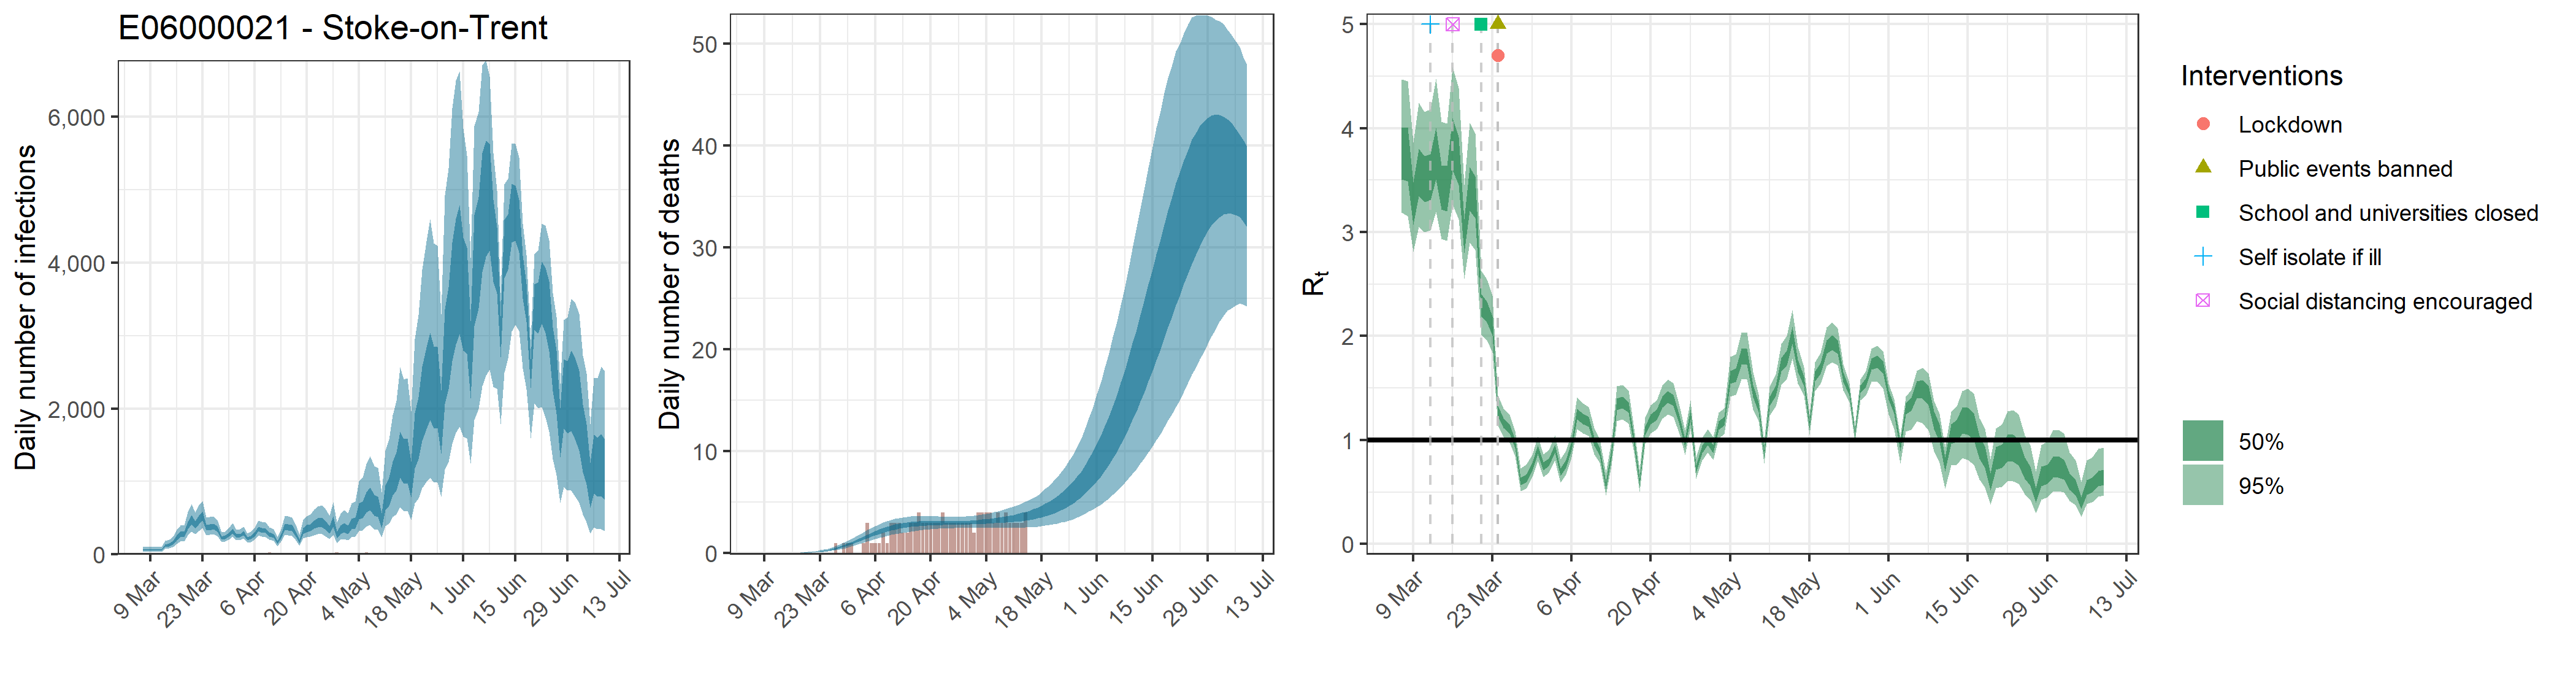 E06000021 - Stoke-on-Trent
Daily number of infections
6,000
4,000
2,000
0
9 Mar
23 Mar
6 Apr
20 Apr
4 May
18 May
1 Jun
15 Jun
29 Jun
13 Jul
Daily number of deaths
50
40
30
20
10
0
9 Mar
23 Mar
6 Apr
20 Apr
4 May
18 May
1 Jun
15 Jun
29 Jun
13 Jul
Rt
5
4
3
2
1
0
9 Mar
23 Mar
6 Apr
20 Apr
4 May
18 May
1 Jun
15 Jun
29 Jun
13 Jul
Interventions
Lockdown
Public events banned
School and universities closed
Self isolate if ill
Social distancing encouraged
50%
95%